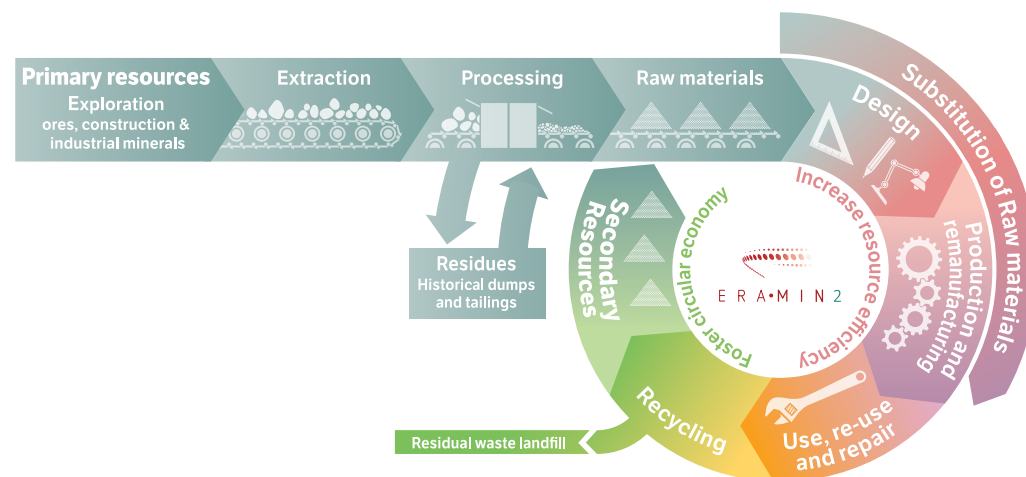 Primary resources
Exploration
ores, construction &
industrial minerals
Extraction
Processing
Raw materials
Design
Substitution of Raw materials
Production and
remanufacturing
Use, re-use
and repair
Recycling
Secondary
Resources
Residual waste landfill
Residues
Historical dumps
and tailings
Foster circular economy
Increase resource efficiency
ERA•MIN2